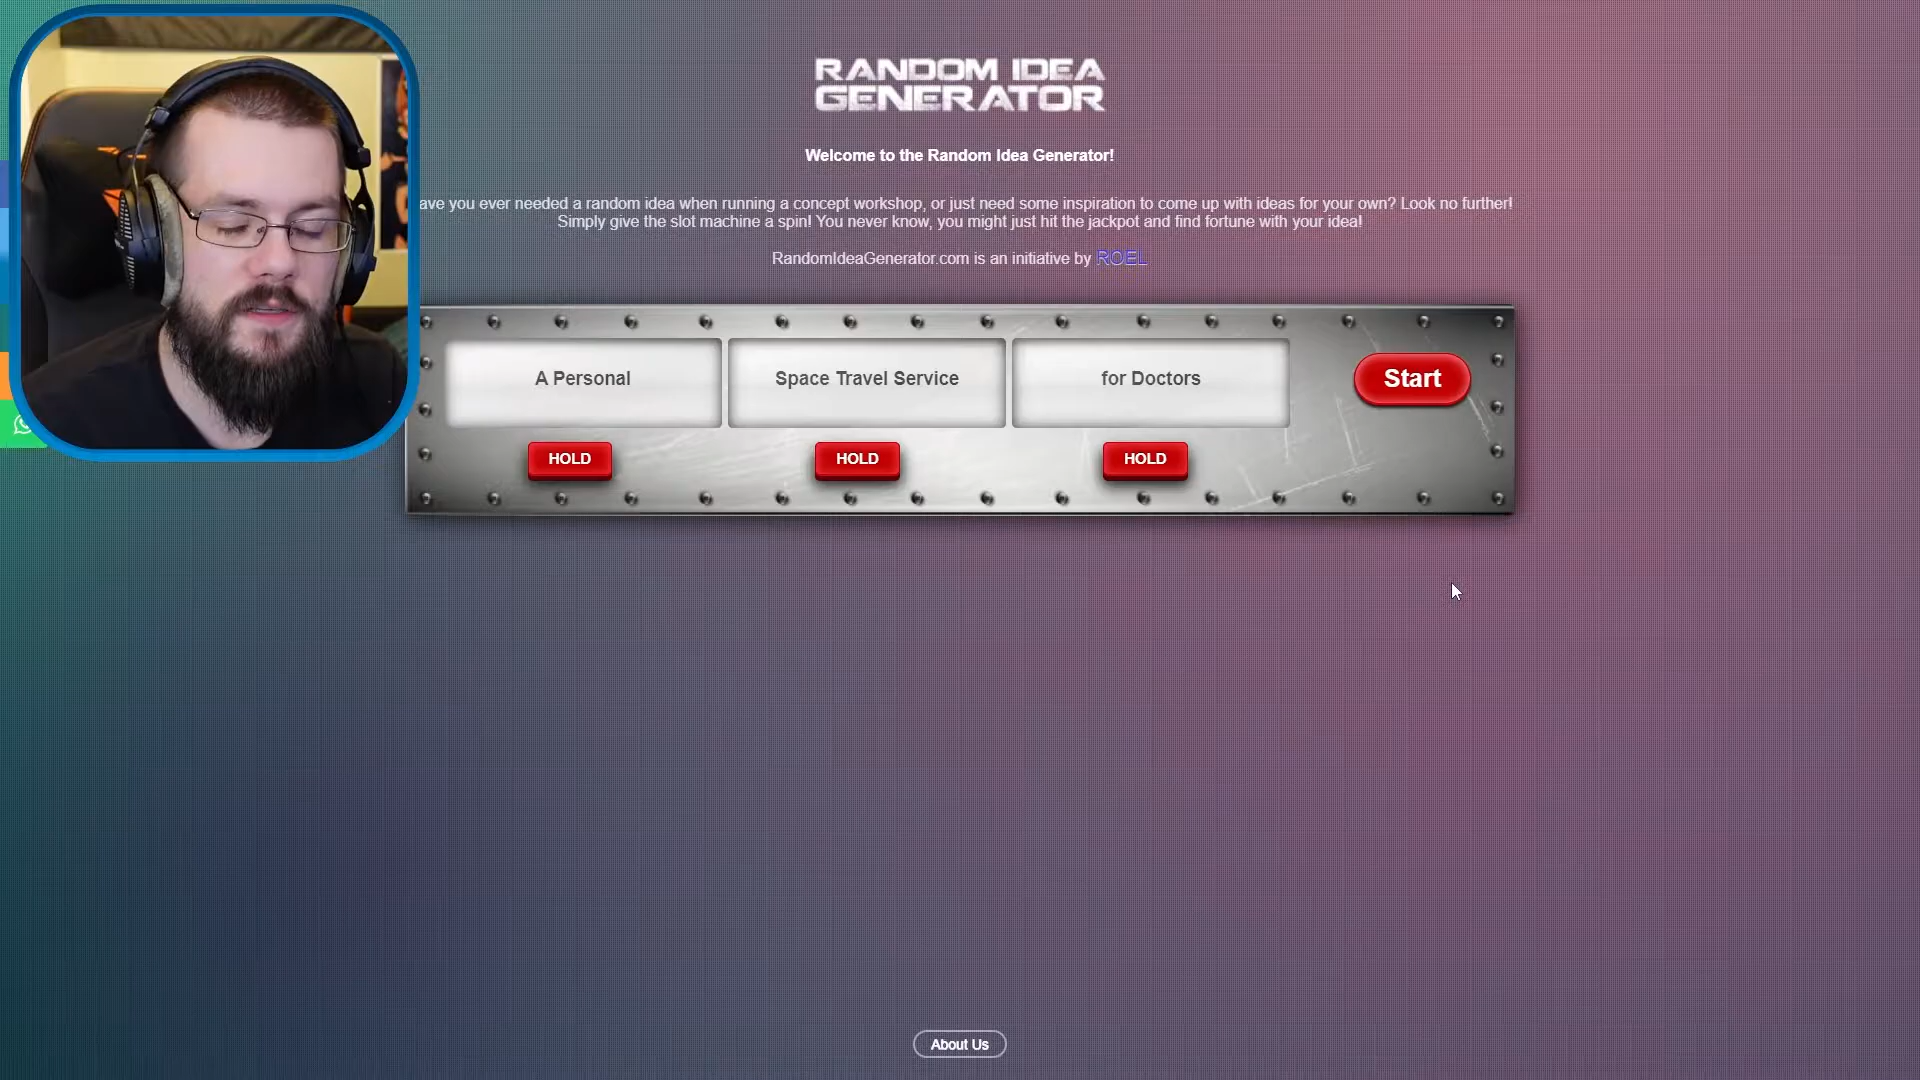 RANDOM IDEA
GENERATOR
Welcome to the Random Idea Generator!
ave you ever needed a random idea when running a concept workshop, or just need some inspiration to come up with ideas for your own? Look no further!
Simply give the slot machine a spin! You never know, you might just hit the jackpot and find fortune with your idea!
RandomIdeaGenerator.com is an initiative by ROEL
A Personal
Space Travel Service
for Doctors
Start
HOLD
HOLD
HOLD
About Us